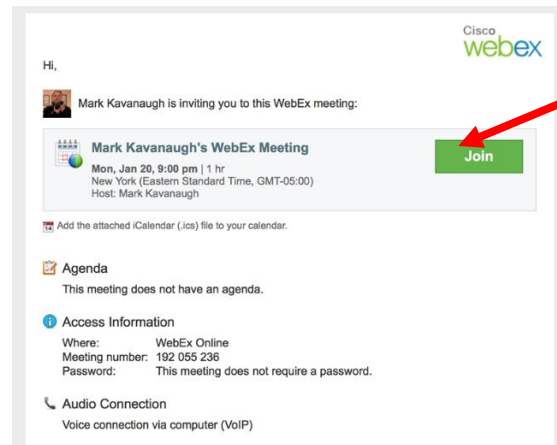 Cisco
webex
Hi,
Mark Kavanaugh is inviting you to this WebEx meeting:
Mark Kavanaugh's WebEx Meeting
Mon, Jan 20, 9:00 pm | 1 hr
New York (Eastern Standard Time, GMT-05:00)
Host: Mark Kavanaugh
Join
Add the attached iCalendar (.ics) file to your calendar.
Agenda
This meeting does not have an agenda.
Access Information
Where: WebEx Online
Meeting number: 192 055 236
Password: This meeting does not require a password.
Audio Connection
Voice connection via computer (VoIP)